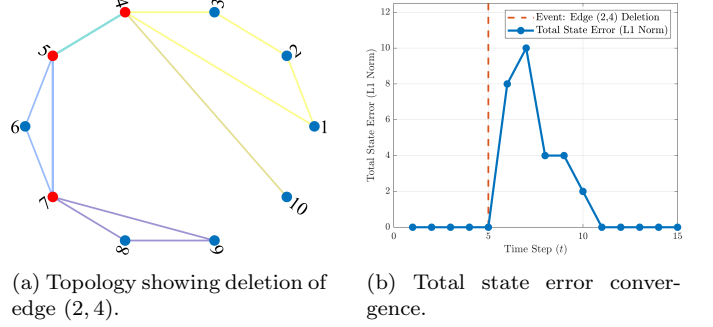 4
3
5
2
6
1
7
10
8
9
Total State Error (L1 Norm)
12
10
8
6
4
2
0
Event: Edge (2,4) Deletion
Total State Error (L1 Norm)
0
5
10
15
Time Step (t)
(a) Topology showing deletion of
edge (2, 4).
(b) Total state error conver-
gence.